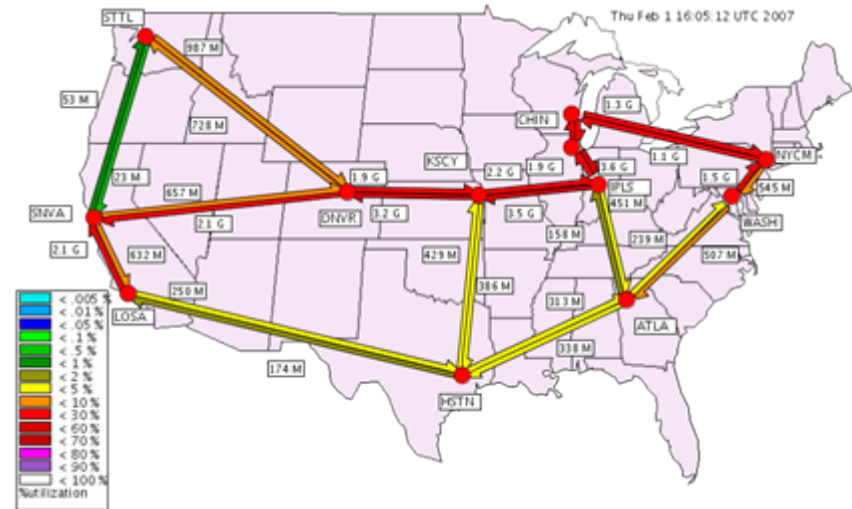 Thu Feb 1 16:05:12 UTC 2007
STTL
987 M
53 M
728 M
CHIN
1.3 G
KSCY
1.1 G
NYCM
1.9 G
2.2 G
1.9 G
3.6 G
1.5 G
545 M
23 M
657 M
IPLS
451 M
SNVA
2.1 G
DNVR
3.2 G
3.5 G
WASH
158 M
239 M
2.1 G
632 M
429 M
507 M
250 M
386 M
313 M
LOSA
ATLA
338 M
174 M
HSTN
< .005 %
< .01 %
< .05 %
< .1 %
< .5 %
< 1 %
< 2 %
< 5 %
< 10 %
< 30 %
< 60 %
< 70 %
< 80 %
< 90 %
< 100 %
%utilization